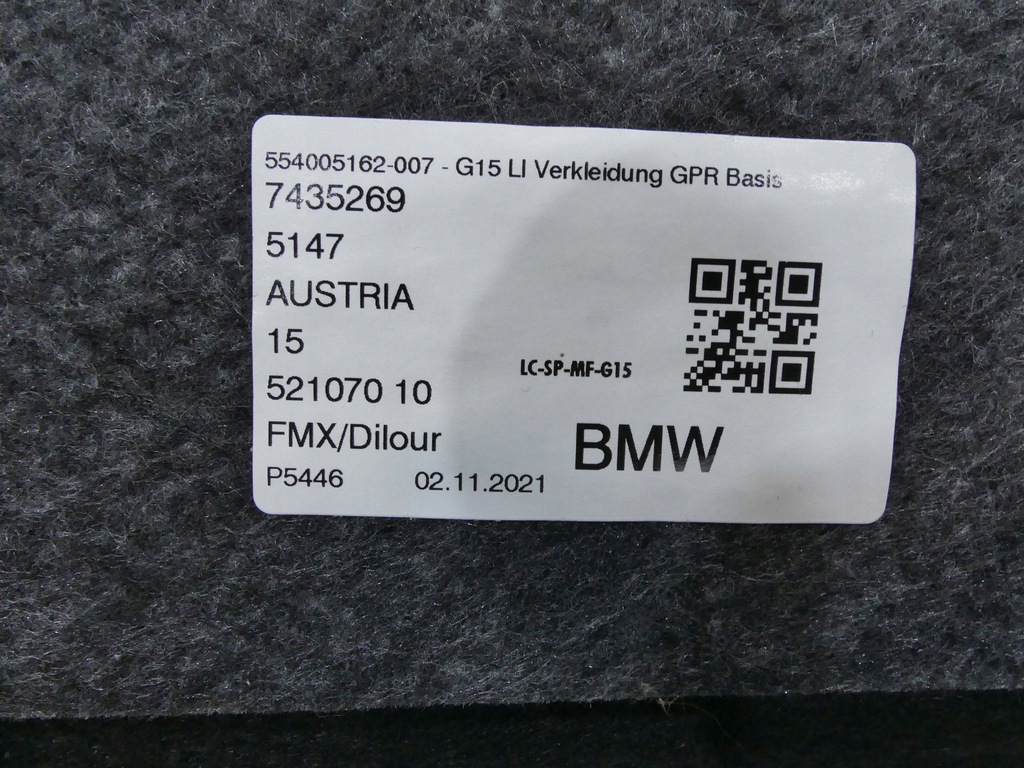 554005162-007 - G15 LI Verkleidung GPR Basis
7435269
5147
AUSTRIA
15
521070 10
FMX/Dilour
P5446 02.11.2021
LC-SP-MF-G15
BMW